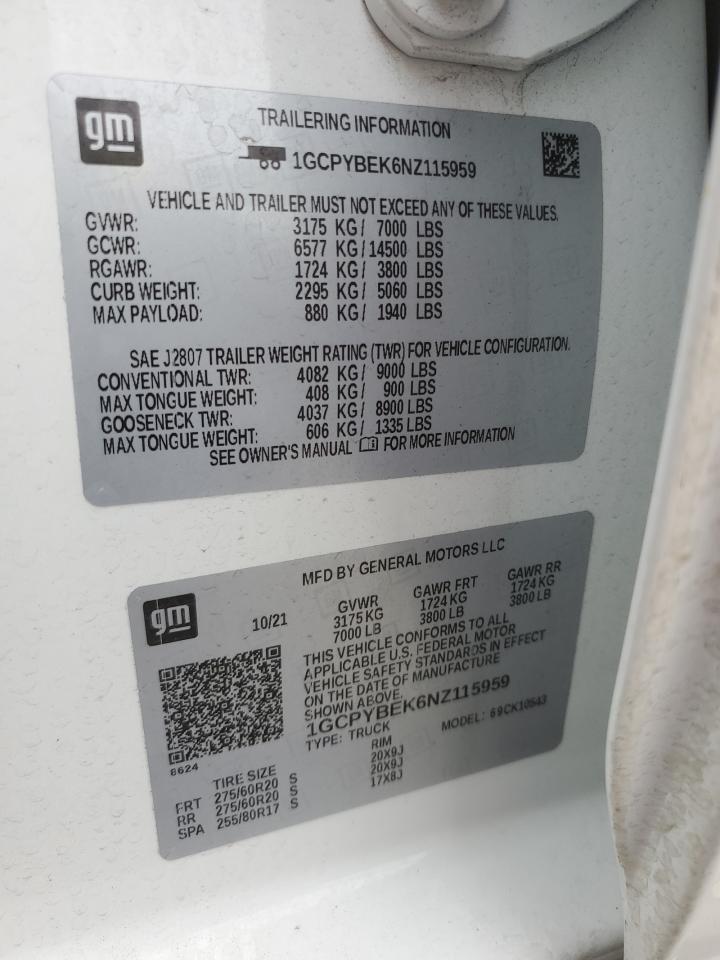 gm
TRAILERING INFORMATION
1GCPYBEK6NZ115959
VEHICLE AND TRAILER MUST NOT EXCEED ANY OF THESE VALUES.
GVWR: 3175 KG/ 7000 LBS
GCWR: 6577 KG/14500 LBS
RGAWR: 1724 KG/ 3800 LBS
CURB WEIGHT: 2295 KG/ 5060 LBS
MAX PAYLOAD: 880 KG/ 1940 LBS
SAE J2807 TRAILER WEIGHT RATING (TWR) FOR VEHICLE CONFIGURATION.
CONVENTIONAL TWR: 4082 KG/ 9000 LBS
MAX TONGUE WEIGHT: 408 KG/ 900 LBS
GOOSENECK TWR: 4037 KG/ 8900 LBS
MAX TONGUE WEIGHT: 606 KG/ 1335 LBS
SEE OWNER'S MANUAL FOR MORE INFORMATION
gm
MFD BY GENERAL MOTORS LLC
10/21
GVWR GAWR FRT GAWR RR
3175 KG 1724 KG 1724 KG
7000 LB 3800 LB 3800 LB
THIS VEHICLE CONFORMS TO ALL
APPLICABLE U.S. FEDERAL MOTOR
VEHICLE SAFETY STANDARDS IN EFFECT
ON THE DATE OF MANUFACTURE
SHOWN ABOVE.
1GCPYBEK6NZ115959
TYPE: TRUCK MODEL: 69CK10543
8624
TIRE SIZE RIM
FRT 275/60R20 S 20X9J
RR 275/60R20 S 20X9J
SPA 255/80R17 S 17X8J